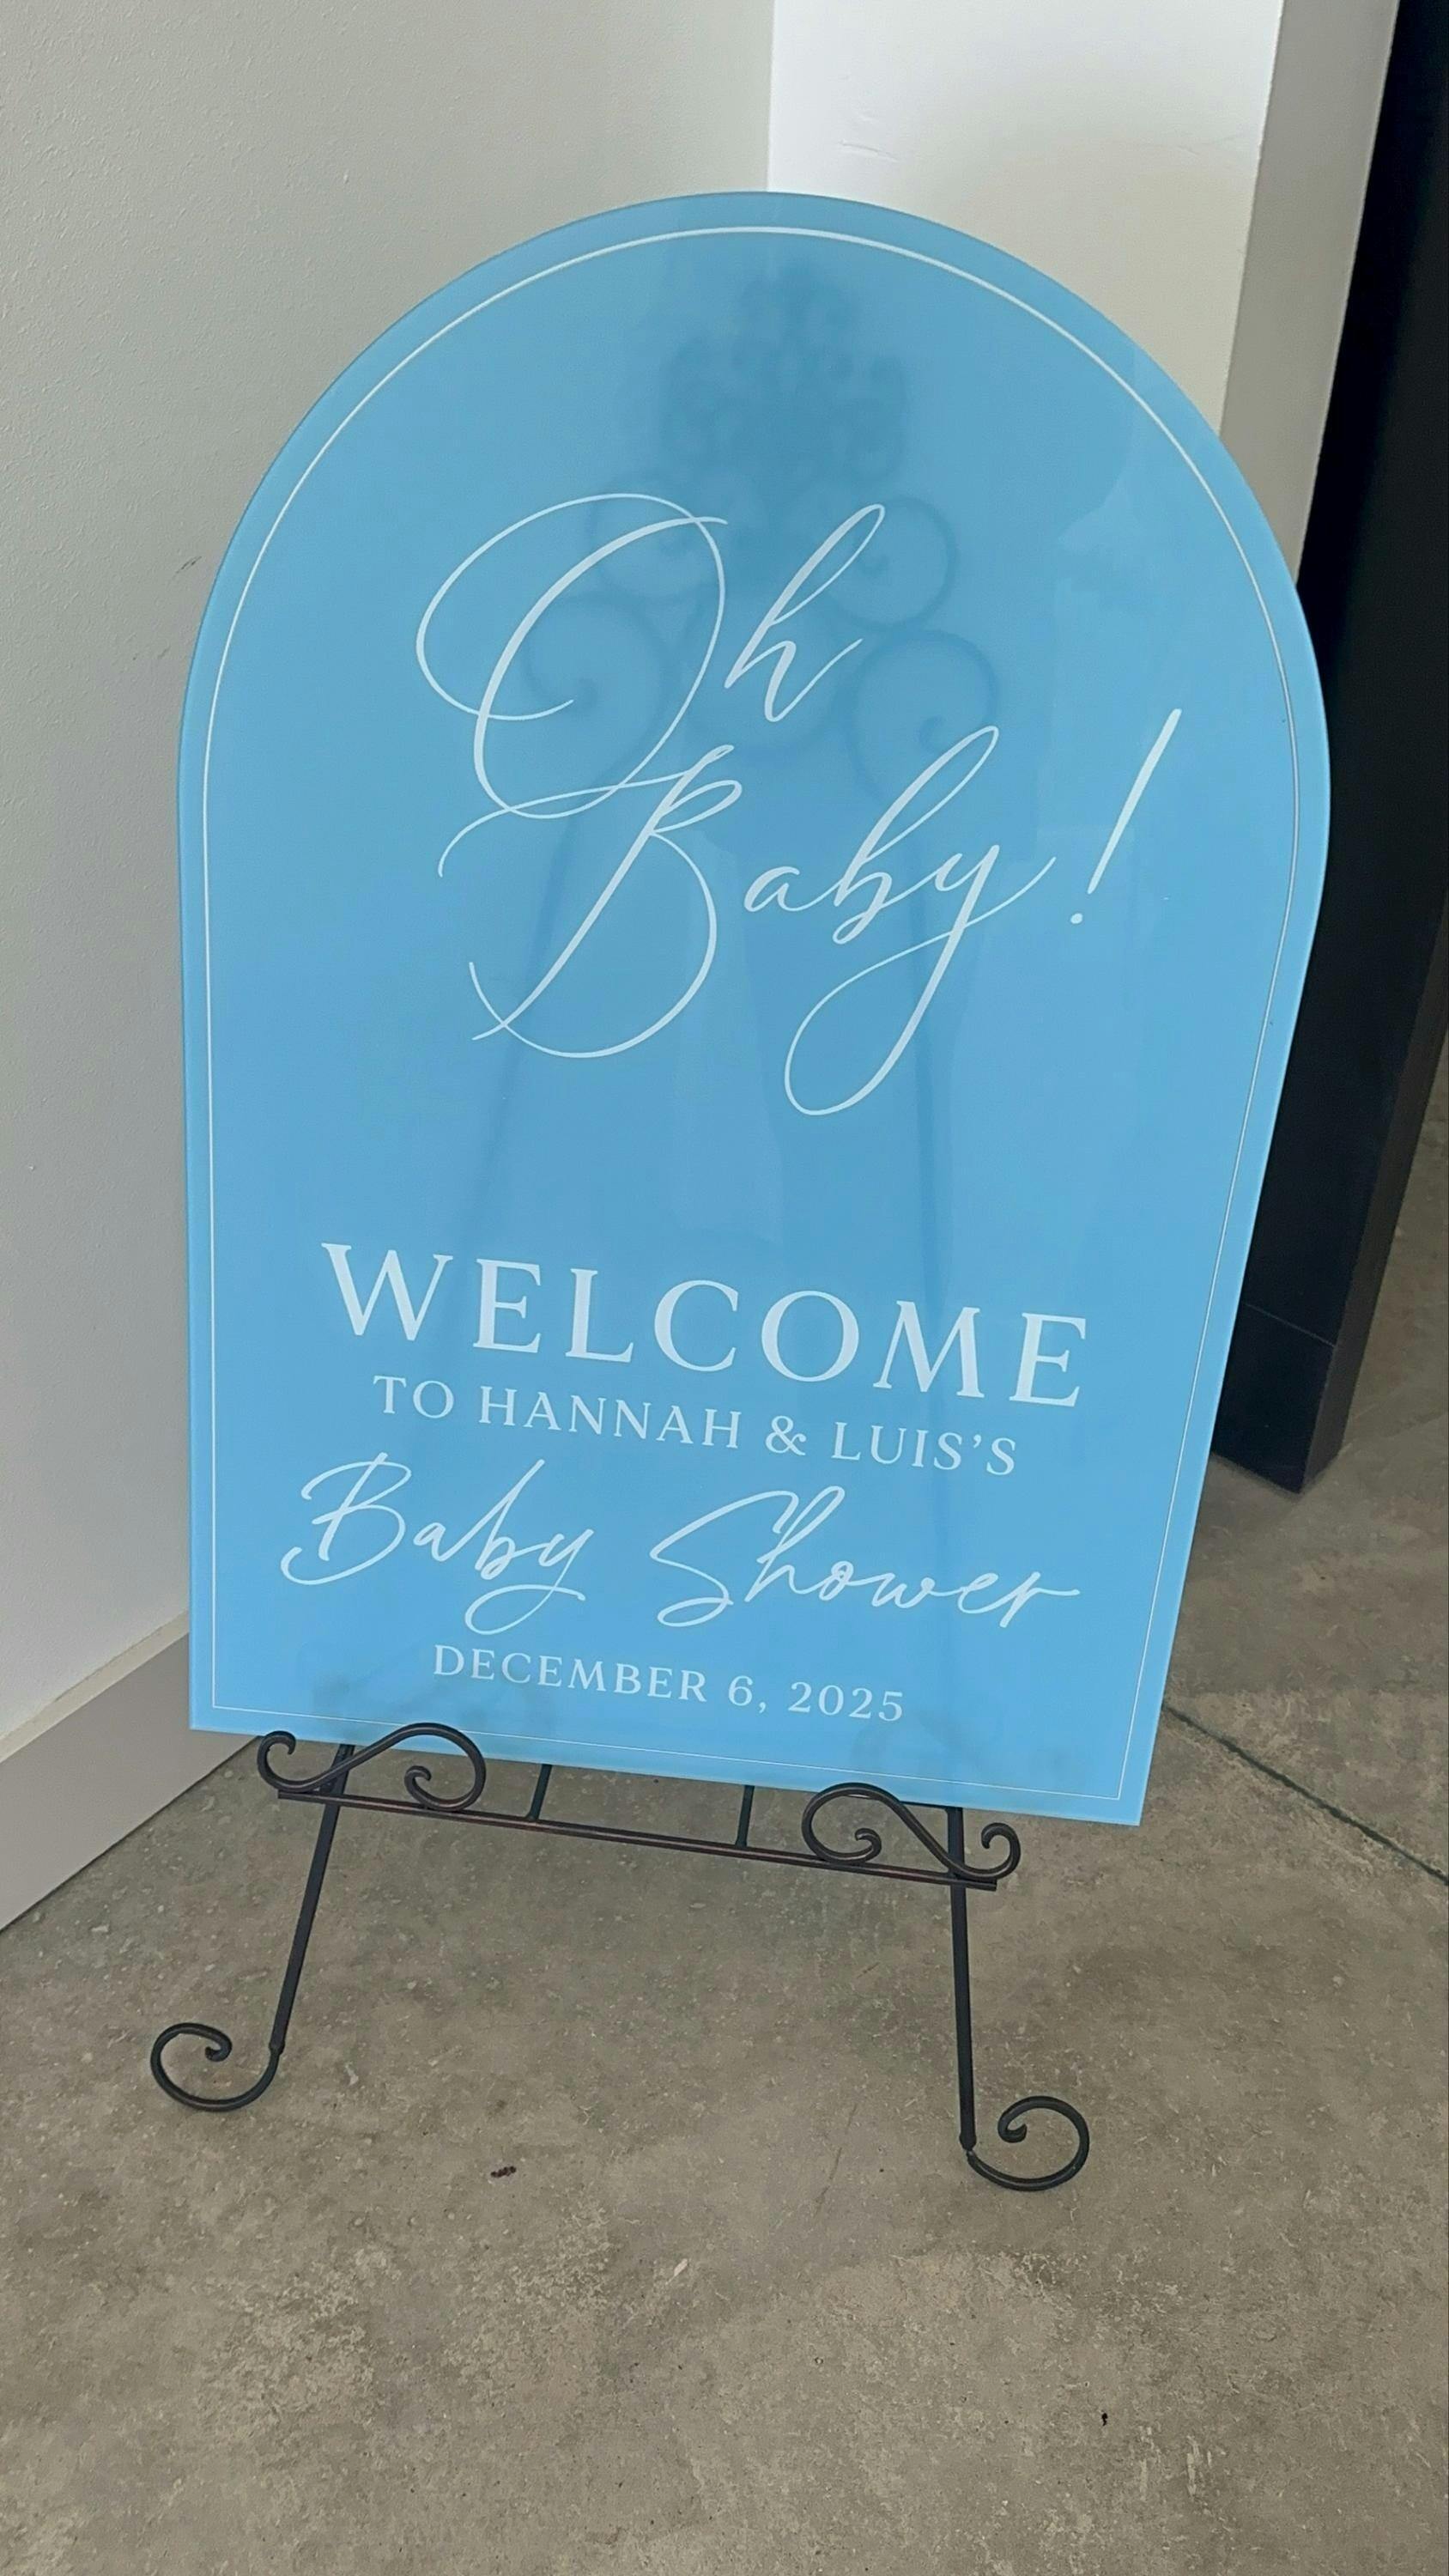 Oh
Baby!
WELCOME
TO HANNAH & LUIS’S
Baby Shower
DECEMBER 6, 2025